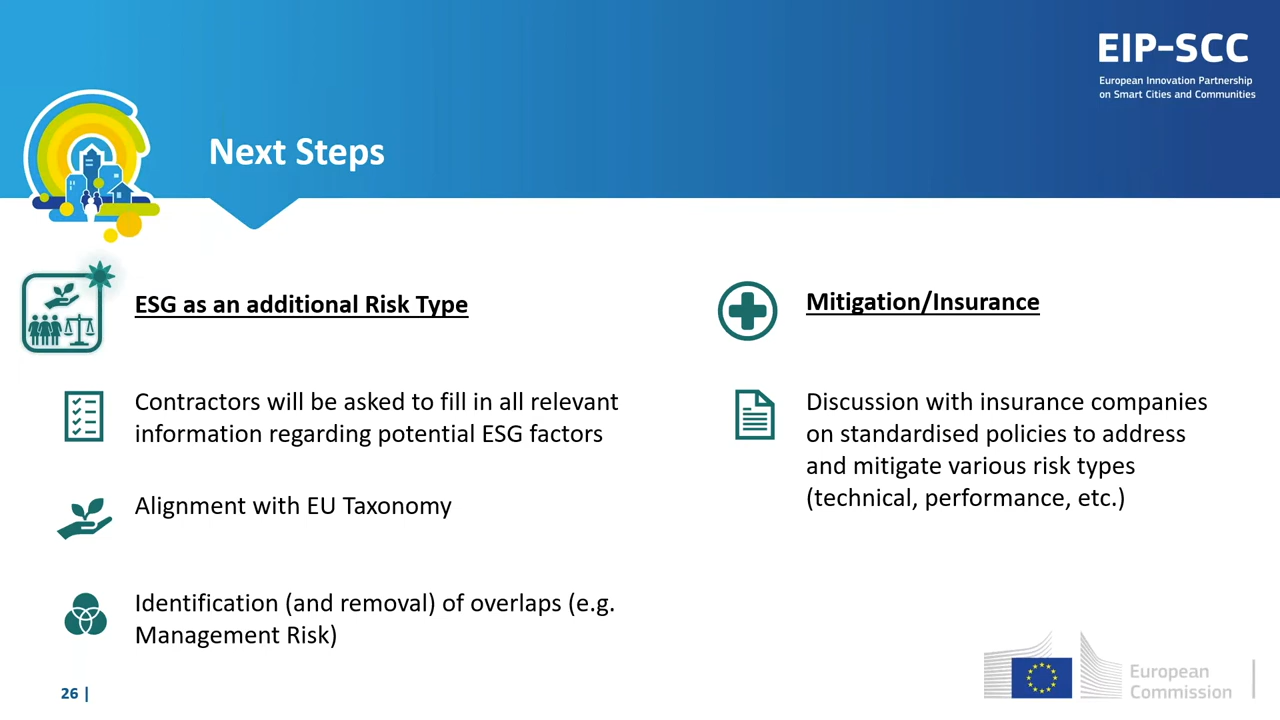 EIP-SCC
European Innovation Partnership
on Smart Cities and Communities
Next Steps
ESG as an additional Risk Type
Contractors will be asked to fill in all relevant
information regarding potential ESG factors
Alignment with EU Taxonomy
Identification (and removal) of overlaps (e.g.
Management Risk)
Mitigation/Insurance
Discussion with insurance companies
on standardised policies to address
and mitigate various risk types
(technical, performance, etc.)
26 |
European
Commission